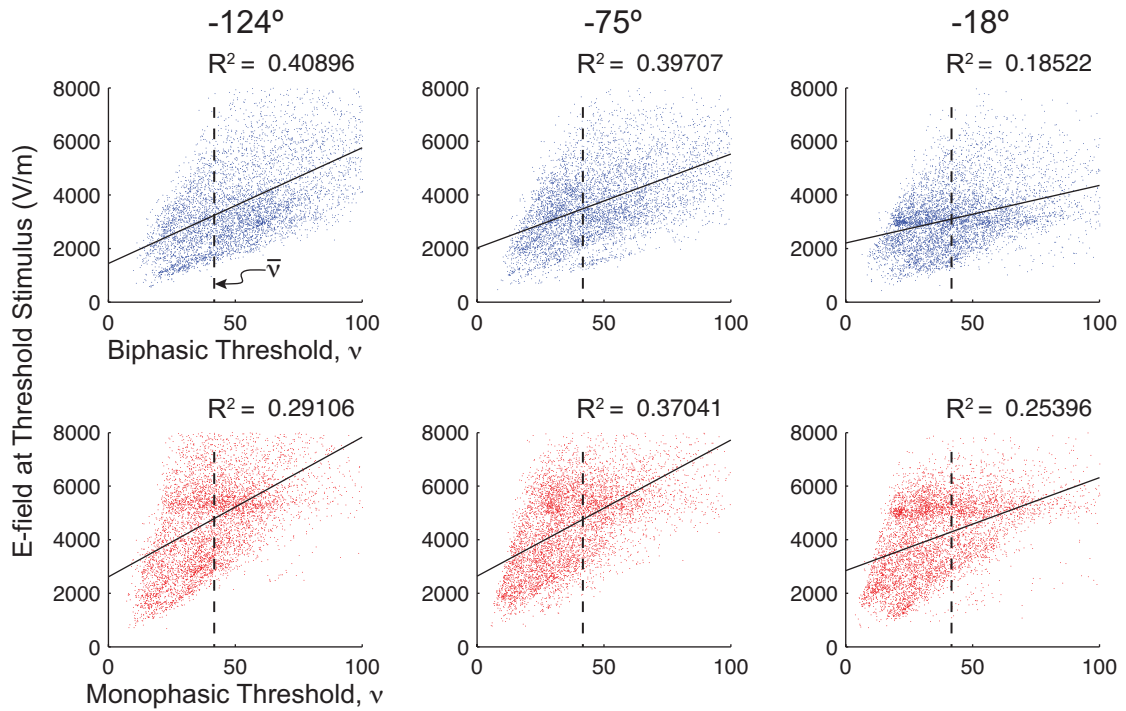 -124º -75º -18º
R² = 0.40896 R² = 0.39707 R² = 0.18522
E-field at Threshold Stimulus (V/m)
8000 8000 8000
6000 6000 6000
4000 4000 4000
2000 2000 2000
ν̅
0 0 0
0 50 100 0 50 100 0 50 100
Biphasic Threshold, ν
R² = 0.29106 R² = 0.37041 R² = 0.25396
8000 8000 8000
6000 6000 6000
4000 4000 4000
2000 2000 2000
0 0 0
0 50 100 0 50 100 0 50 100
Monophasic Threshold, ν